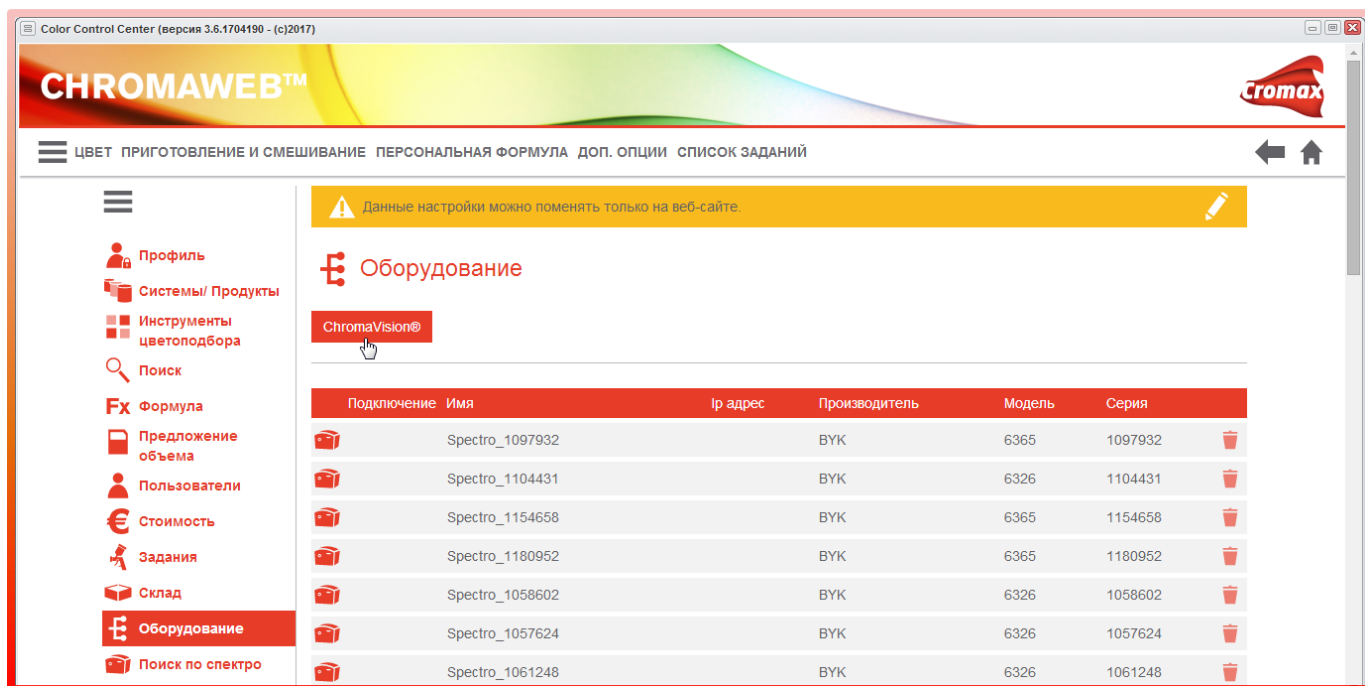 Color Control Center (версия 3.6.1704190 - (c)2017)
CHROMAWEB™
cromax
ЦВЕТ ПРИГОТОВЛЕНИЕ И СМЕШИВАНИЕ ПЕРСОНАЛЬНАЯ ФОРМУЛА ДОП. ОПЦИИ СПИСОК ЗАДАНИЙ
Профиль
Системы/ Продукты
Инструменты
цветоподбора
Поиск
Fx Формула
Предложение
объема
Пользователи
€ Стоимость
Задания
Склад
Оборудование
Поиск по спектро
Данные настройки можно поменять только на веб-сайте.
Оборудование
ChromaVision®
Подключение Имя Ip адрес Производитель Модель Серия
Spectro_1097932 BYK 6365 1097932
Spectro_1104431 BYK 6326 1104431
Spectro_1154658 BYK 6365 1154658
Spectro_1180952 BYK 6365 1180952
Spectro_1058602 BYK 6326 1058602
Spectro_1057624 BYK 6326 1057624
Spectro_1061248 BYK 6326 1061248